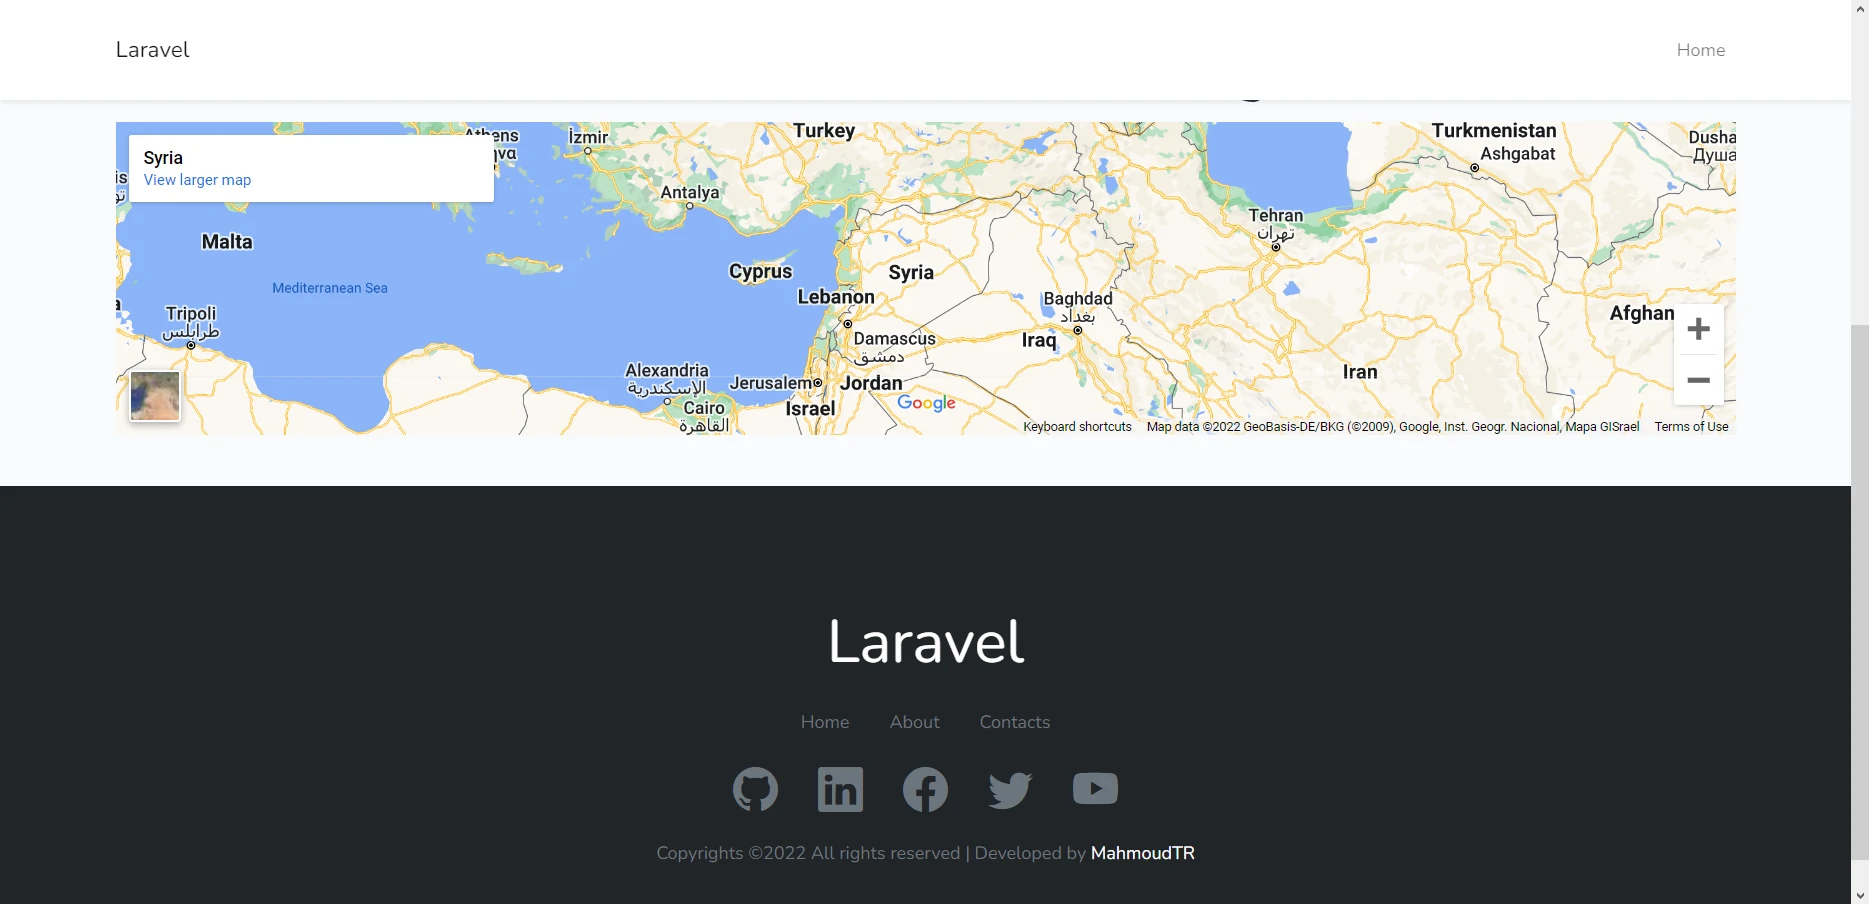 Laravel
Home
Syria
View larger map
Athens
İzmir
Turkey
Turkmenistan
Ashgabat
Antalya
Tehran
تهران
Malta
Cyprus
Syria
Mediterranean Sea
Lebanon
Baghdad
بغداد
Tripoli
طرابلس
Afghan
Damascus
دمشق
Iraq
Iran
Alexandria
الإسكندرية
Jerusalem
Jordan
Google
Cairo
القاهرة
Israel
Keyboard shortcuts
Map data ©2022 GeoBasis-DE/BKG (©2009), Google, Inst. Geogr. Nacional, Mapa GISrael
Terms of Use
Laravel
Home
About
Contacts
Copyrights ©2022 All rights reserved | Developed by MahmoudTR